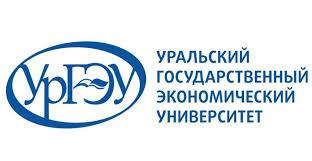 УрГЭУ
УРАЛЬСКИЙ
ГОСУДАРСТВЕННЫЙ
ЭКОНОМИЧЕСКИЙ
УНИВЕРСИТЕТ